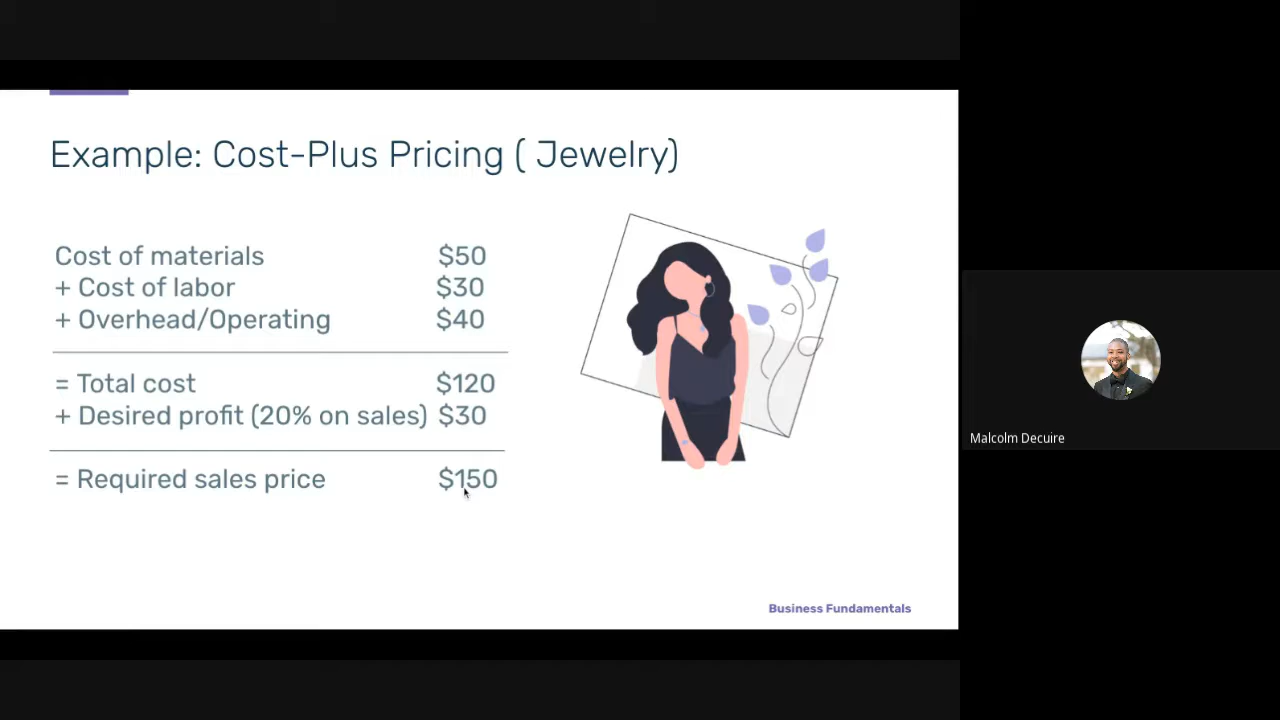 Example: Cost-Plus Pricing ( Jewelry)
Cost of materials $50
+ Cost of labor $30
+ Overhead/Operating $40
= Total cost $120
+ Desired profit (20% on sales) $30
= Required sales price $150
Business Fundamentals
Malcolm Decuire